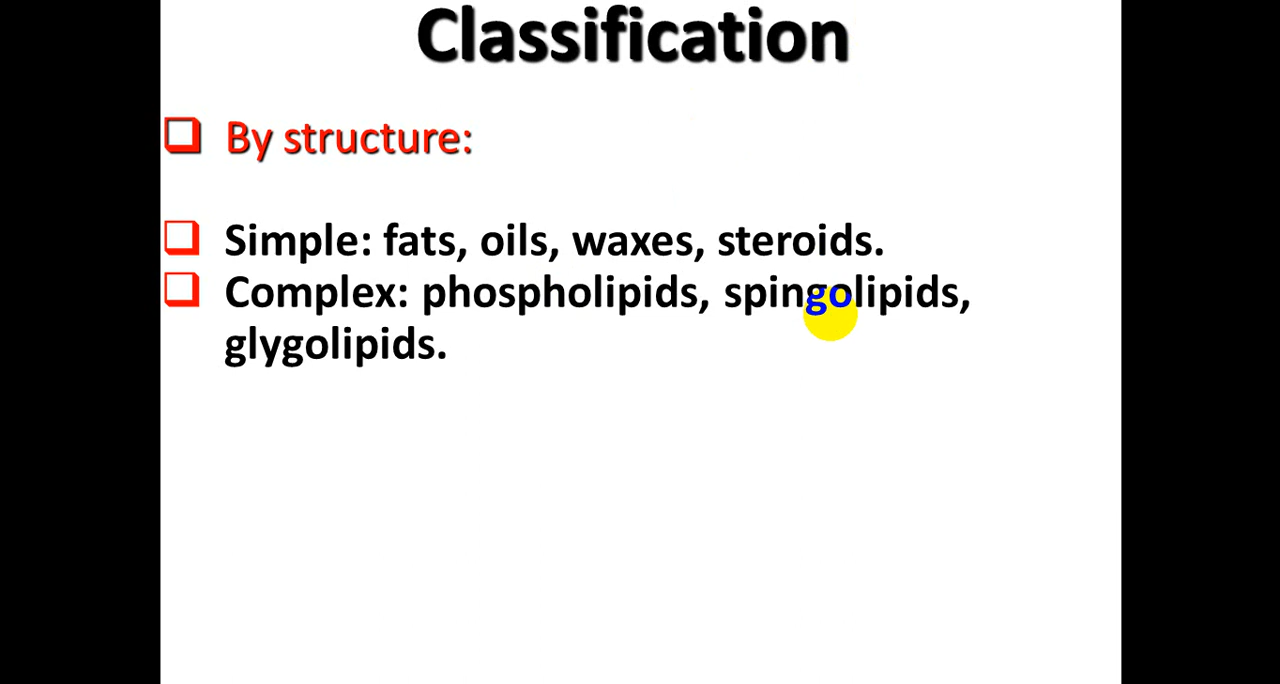 Classification
By structure:
Simple: fats, oils, waxes, steroids.
Complex: phospholipids, spingolipids,
glygolipids.